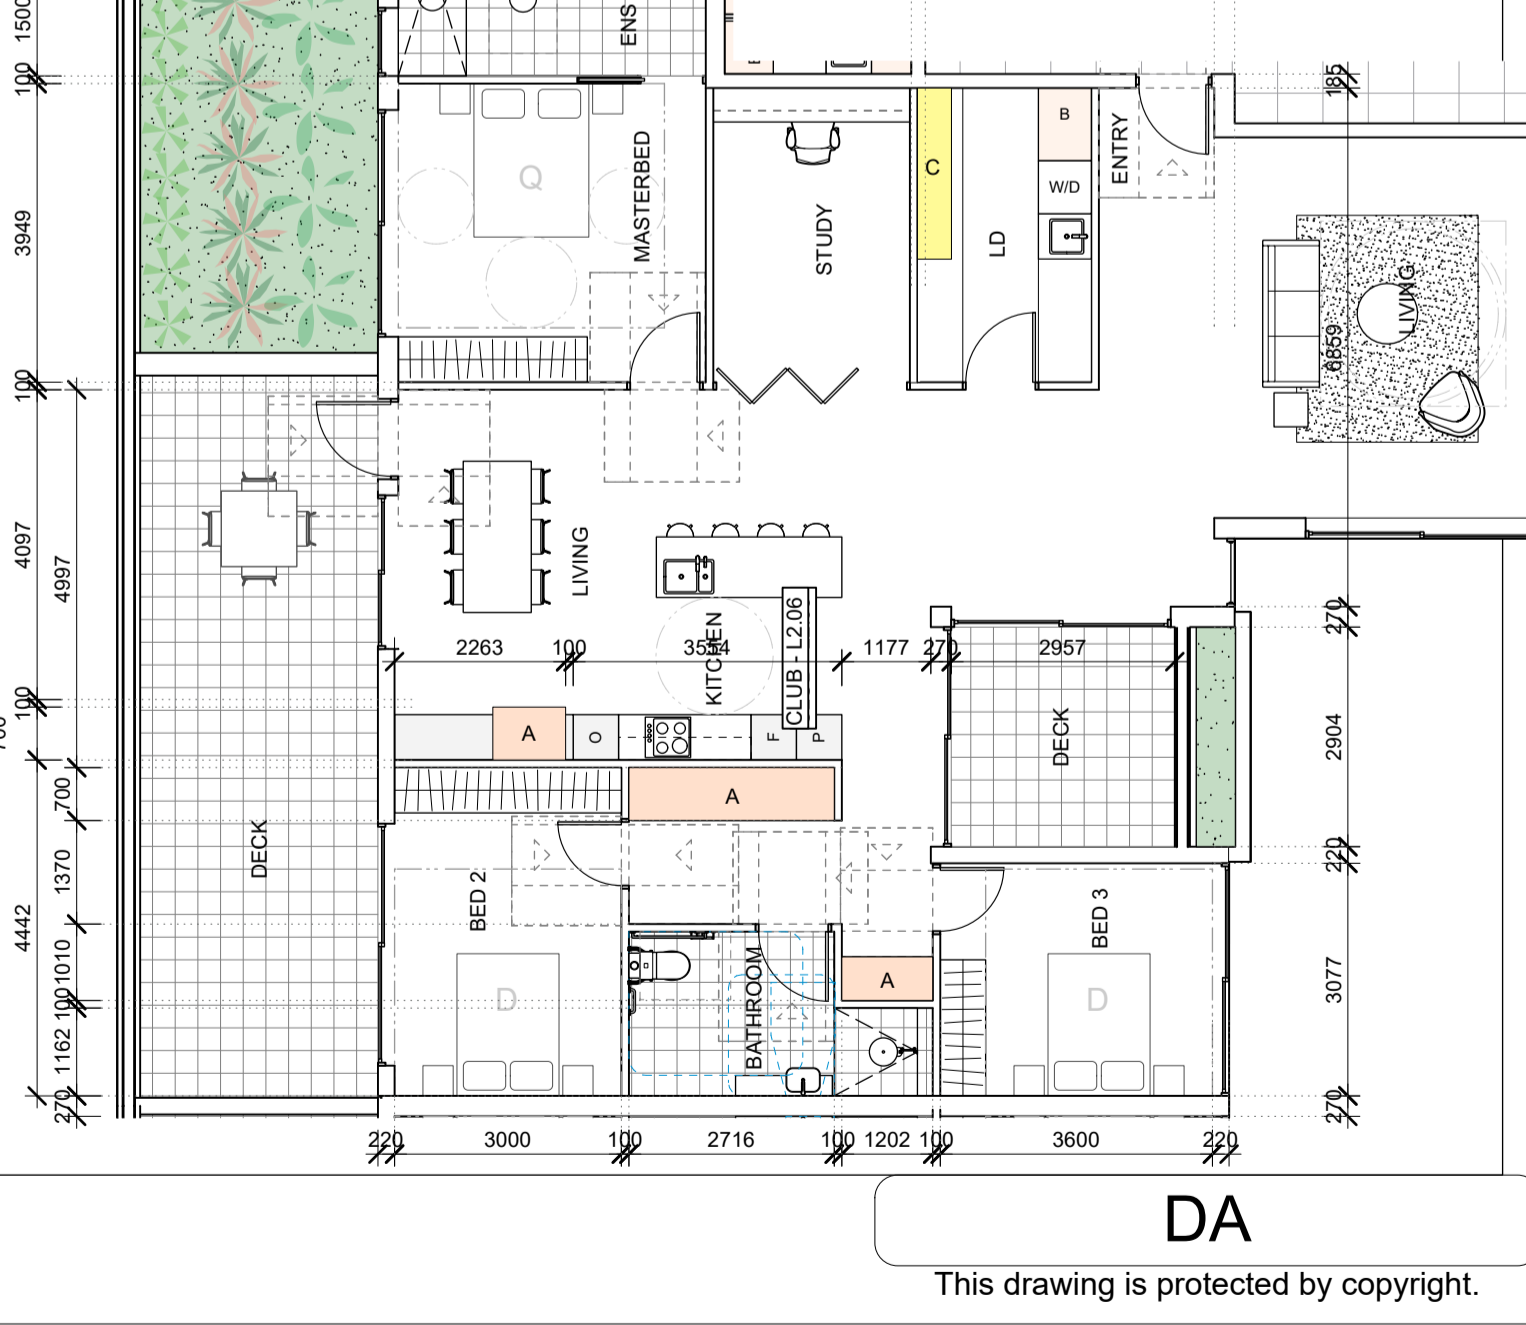 1500
ENS
100
185
B
C
Q
W/D
ENTRY
MASTERBED
STUDY
LD
3949
LIVING
6859
100
4097
4997
LIVING
KITCHEN
CLUB - L2.06
2263
100
3554
1177
270
2957
270
100
A
O
F
P
DECK
2904
700
A
DECK
1370
220
BED 2
BED 3
4442
1010
BATHROOM
A
D
D
3077
100
1162
270
270
220
3000
100
2716
100
1202
100
3600
220
DA
This drawing is protected by copyright.